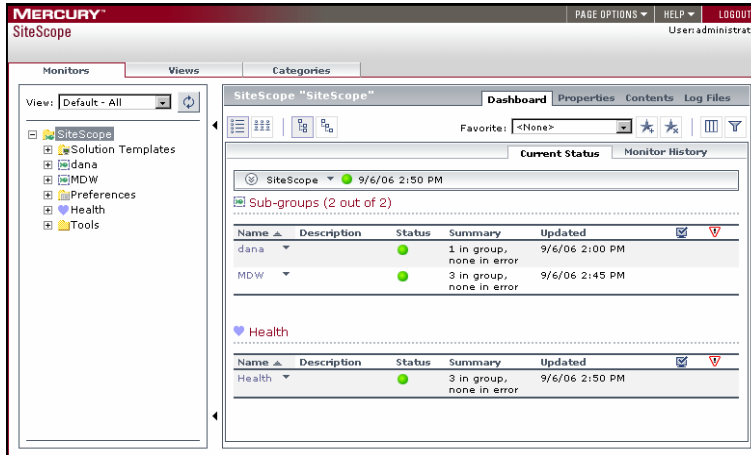 MERCURY™
PAGE OPTIONS HELP LOGOUT
SiteScope
User: administrat
Monitors Views Categories
View: Default - All
SiteScope
Solution Templates
dana
MDW
Preferences
Health
Tools
SiteScope "SiteScope"
Dashboard Properties Contents Log Files
Favorite: <None>
Current Status Monitor History
SiteScope 9/6/06 2:50 PM
Sub-groups (2 out of 2)
Name Description Status Summary Updated
dana 1 in group, 9/6/06 2:00 PM
none in error
MDW 3 in group, 9/6/06 2:45 PM
none in error
Health
Name Description Status Summary Updated
Health 3 in group, 9/6/06 2:50 PM
none in error